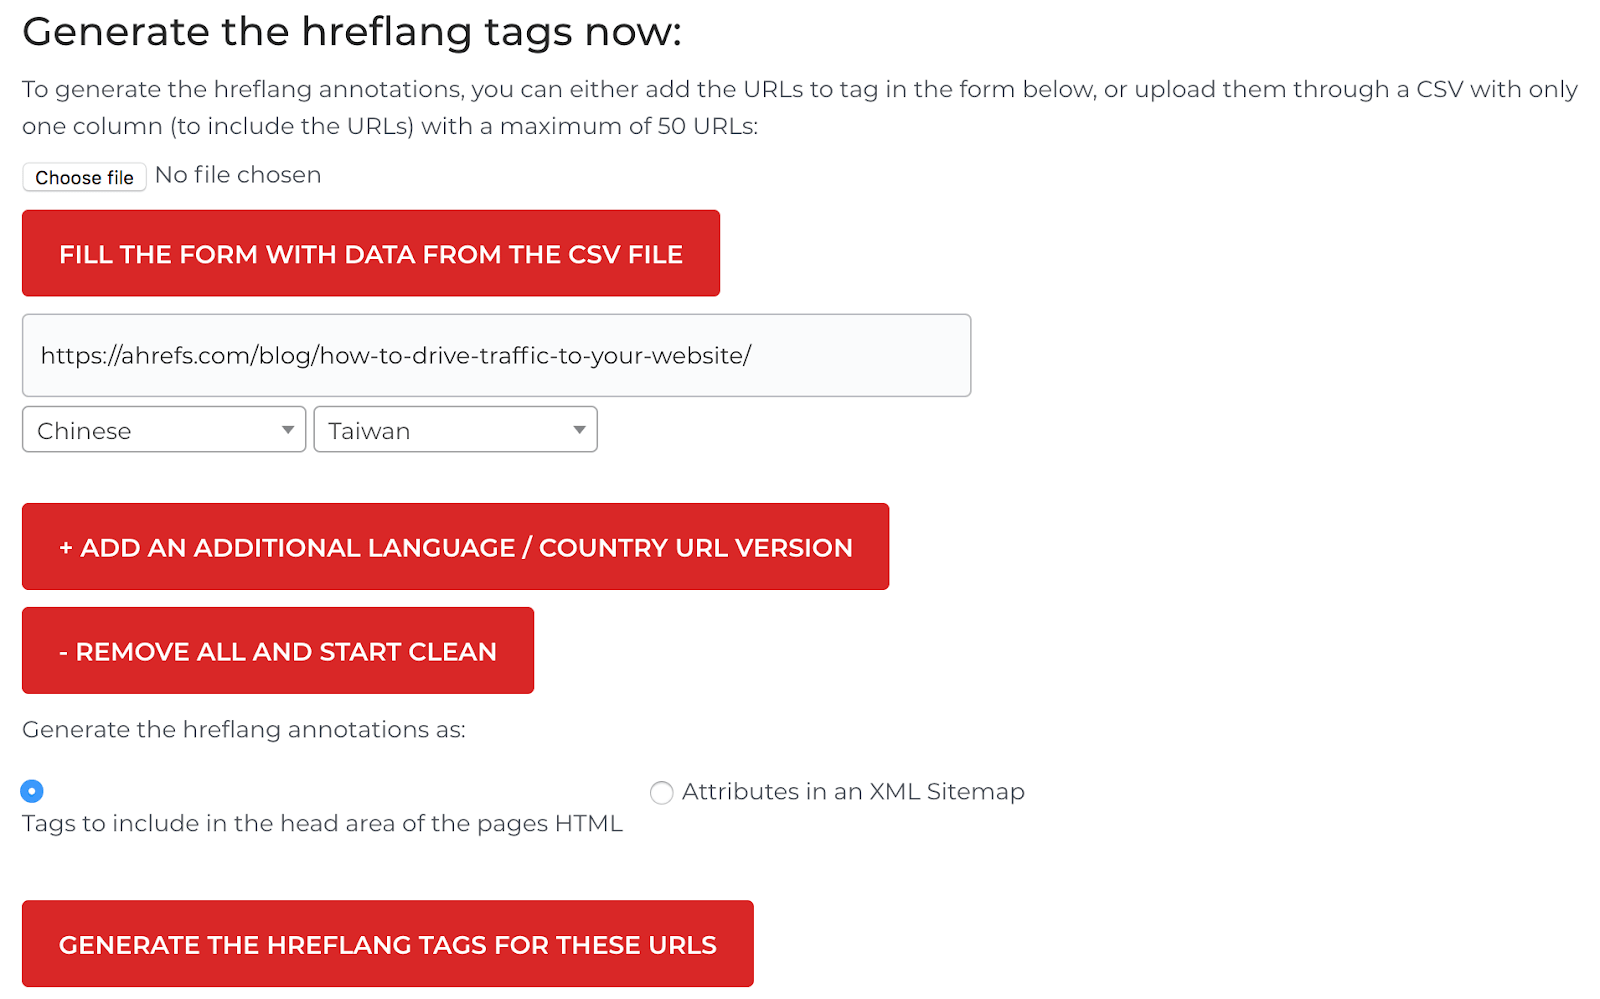 Generate the hreflang tags now:
To generate the hreflang annotations, you can either add the URLs to tag in the form below, or upload them through a CSV with only
one column (to include the URLs) with a maximum of 50 URLs:
Choose file No file chosen
FILL THE FORM WITH DATA FROM THE CSV FILE
https://ahrefs.com/blog/how-to-drive-traffic-to-your-website/
Chinese Taiwan
+ ADD AN ADDITIONAL LANGUAGE / COUNTRY URL VERSION
- REMOVE ALL AND START CLEAN
Generate the hreflang annotations as:
Attributes in an XML Sitemap
Tags to include in the head area of the pages HTML
GENERATE THE HREFLANG TAGS FOR THESE URLS